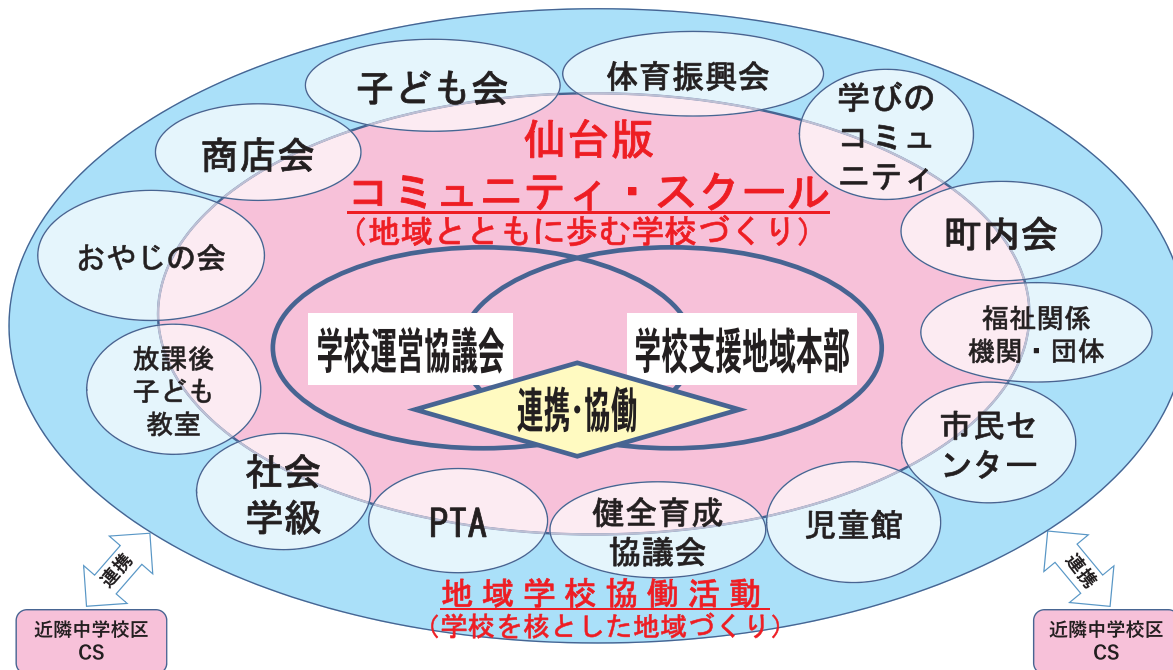 子ども会
体育振興会
学びの
コミュ
ニティ
商店会
仙台版
コミュニティ・スクール
(地域とともに歩む学校づくり)
町内会
おやじの会
福祉関係
機関・団体
学校運営協議会
学校支援地域本部
連携・協働
放課後
子ども
教室
市民セ
ンター
社会
学級
PTA
健全育成
協議会
児童館
地域学校協働活動
(学校を核とした地域づくり)
連携
連携
近隣中学校区
CS
近隣中学校区
CS